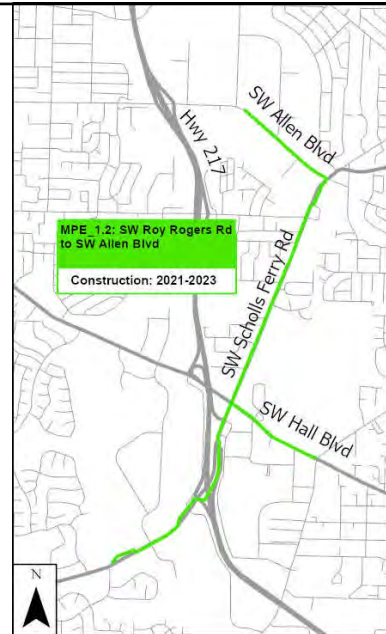 SW Allen Blvd
Hwy 217
MPE_1.2: SW Roy Rogers Rd
to SW Allen Blvd
Construction: 2021-2023
SW Scholls Ferry Rd
SW Hall Blvd
N